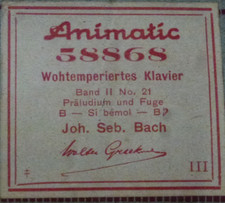 Animatic
58868
Wohtemperiertes Klavier
Band II No. 21
Präludium und Fuge
B — Si bémol — B♭
Joh. Seb. Bach
III